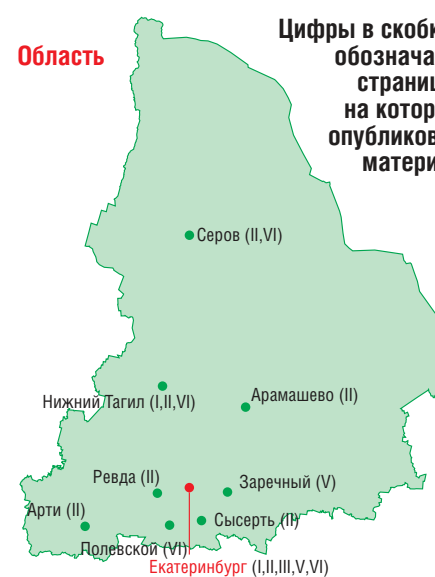 Область
Цифры в скобк
обознача
страниц
на котор
опубликов
матери
Серов (II,VI)
Нижний Тагил (I,II,VI)
Арамашево (II)
Ревда (II)
Заречный (V)
Арти (II)
Сысерть (II)
Полевской (VI)
Екатеринбург (I,II,III,V,VI)